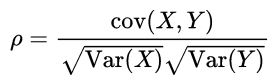 ρ = cov(X, Y) / √Var(X) √Var(Y)